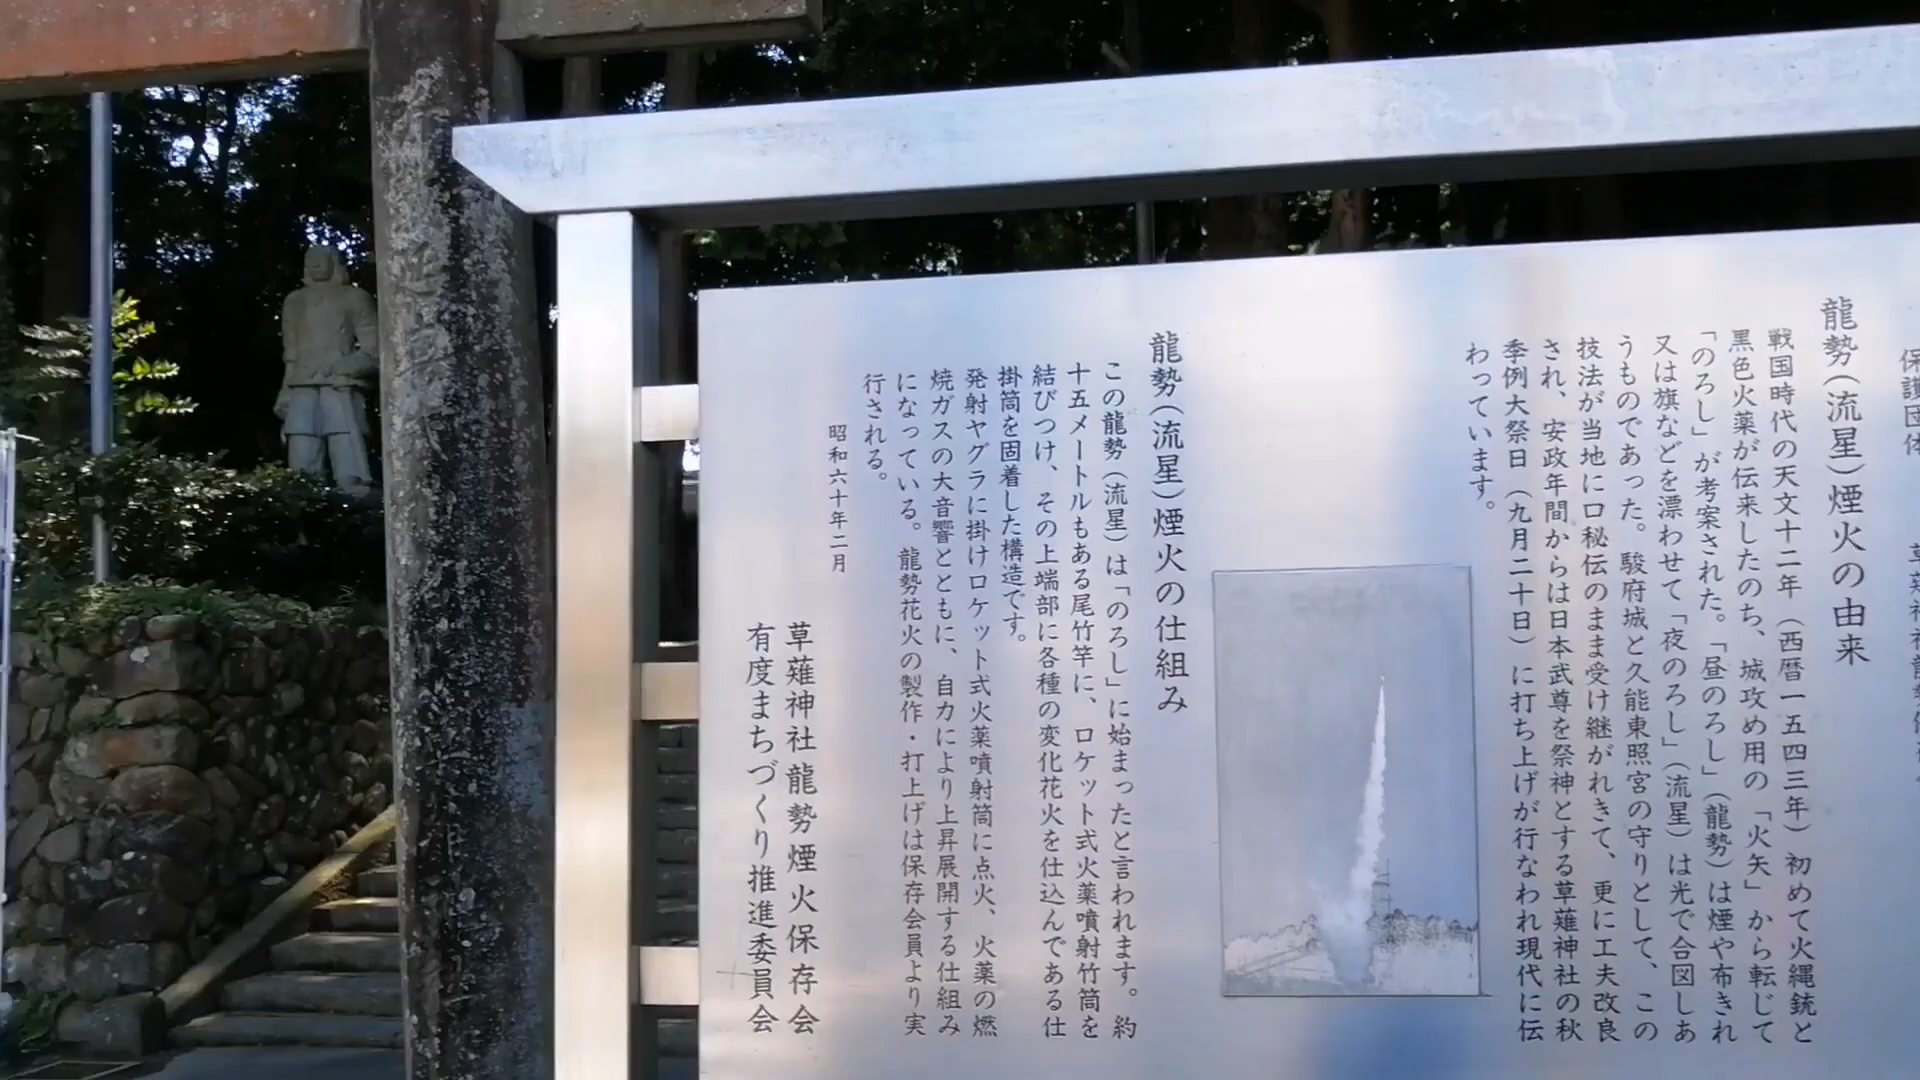 保護団体
龍勢(流星)煙火の由来
戦国時代の天文十二年(西暦一五四三年)初めて火縄銃と
黒色火薬が伝来したのち、城攻め用の「火矢」から転じて
「のろし」が考案された。「昼のろし」(龍勢)は煙や布きれ
又は旗などを漂わせて「夜のろし」(流星)は光で合図しあ
うものであった。駿府城と久能東照宮の守りとして、この
技法が当地に口秘伝のまま受け継がれきて、更に工夫改良
され、安政年間からは日本武尊を祭神とする草薙神社の秋
季例大祭日(九月二十日)に打ち上げが行なわれ現代に伝
わっています。
龍勢(流星)煙火の仕組み
この龍勢(流星)は「のろし」に始まったと言われます。約
十五メートルもある尾竹竿に、ロケット式火薬噴射竹筒を
結びつけ、その上端部に各種の変化花火を仕込んである仕
掛筒を固着した構造です。
発射ヤグラに掛けロケット式火薬噴射筒に点火、火薬の燃
焼ガスの大音響とともに、自力により上昇展開する仕組み
になっている。龍勢花火の製作・打上げは保存会員より実
行される。
昭和六十年二月
草薙神社龍勢煙火保存会
有度まちづくり推進委員会